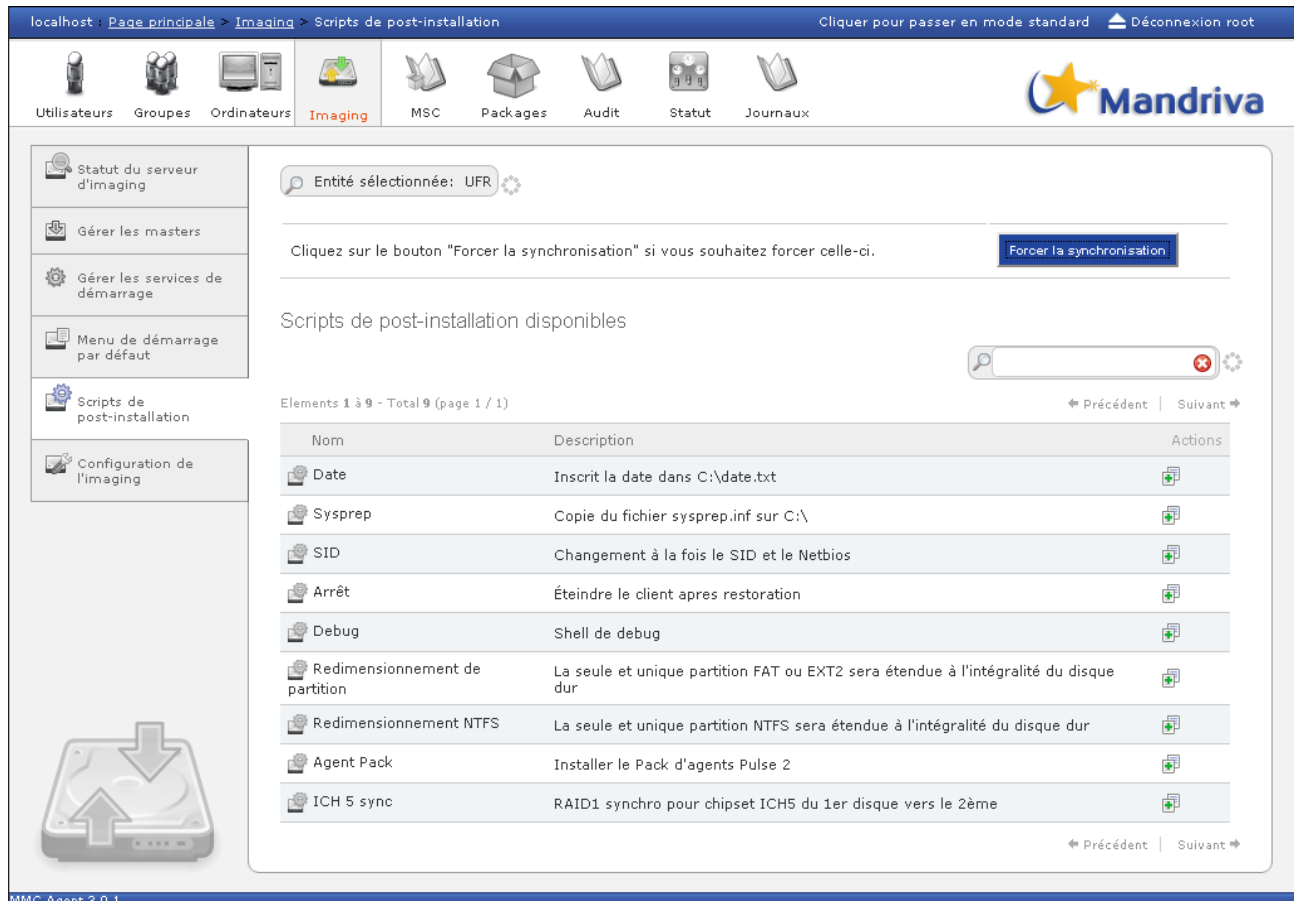 localhost : Page principale > Imaging > Scripts de post-installation
Cliquer pour passer en mode standard
Déconnexion root
Utilisateurs
Groupes
Ordinateurs
Imaging
MSC
Packages
Audit
Statut
Journaux
Mandriva
Statut du serveur
d'imaging
Gérer les masters
Gérer les services de
démarrage
Menu de démarrage
par défaut
Scripts de
post-installation
Configuration de
l'imaging
Entité sélectionnée: UFR
Cliquez sur le bouton "Forcer la synchronisation" si vous souhaitez forcer celle-ci.
Forcer la synchronisation
Scripts de post-installation disponibles
Elements 1 à 9 - Total 9 (page 1 / 1)
Précédent | Suivant
Nom Description Actions
Date Inscrit la date dans C:\date.txt
Sysprep Copie du fichier sysprep.inf sur C:\
SID Changement à la fois le SID et le Netbios
Arrêt Éteindre le client apres restoration
Debug Shell de debug
Redimensionnement de
partition
La seule et unique partition FAT ou EXT2 sera étendue à l'intégralité du disque
dur
Redimensionnement NTFS La seule et unique partition NTFS sera étendue à l'intégralité du disque dur
Agent Pack Installer le Pack d'agents Pulse 2
ICH 5 sync RAID1 synchro pour chipset ICH5 du 1er disque vers le 2ème
Précédent | Suivant
MMC Agent 3.0.1